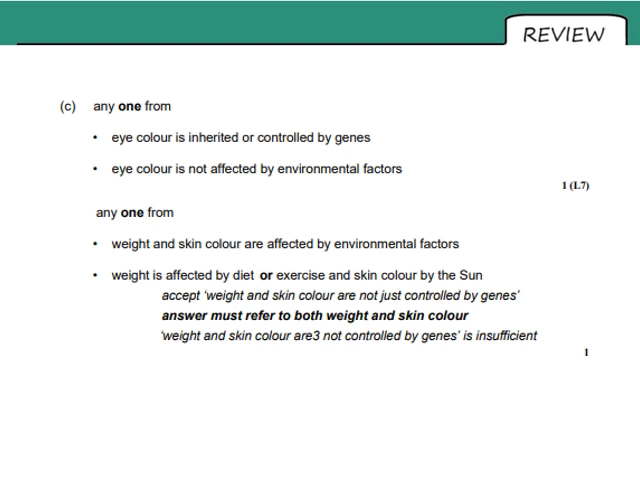 REVIEW
(c) any one from
• eye colour is inherited or controlled by genes
• eye colour is not affected by environmental factors
1 (L7)
any one from
• weight and skin colour are affected by environmental factors
• weight is affected by diet or exercise and skin colour by the Sun
accept ‘weight and skin colour are not just controlled by genes’
answer must refer to both weight and skin colour
‘weight and skin colour are3 not controlled by genes’ is insufficient
1